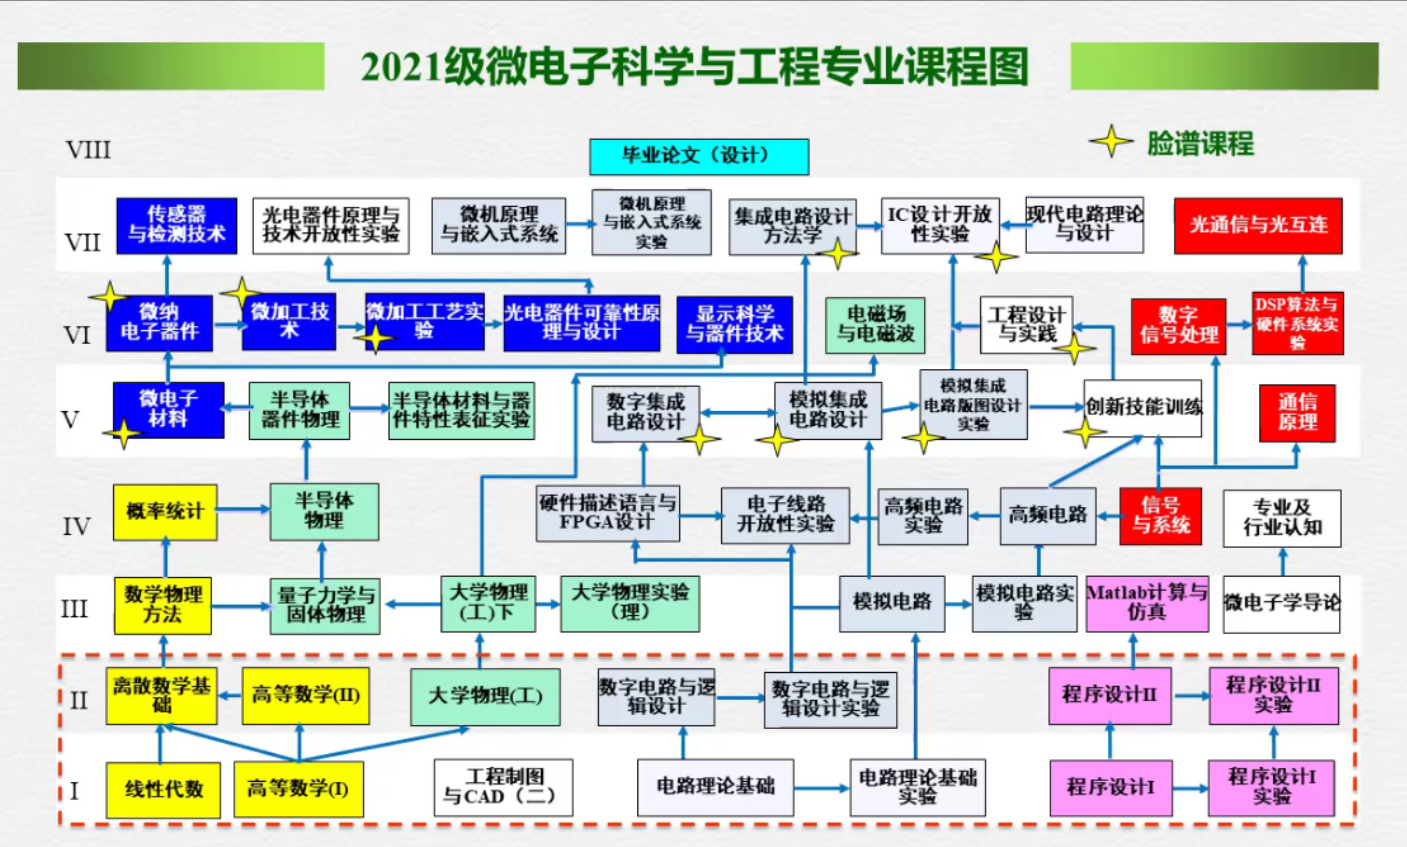 2021级微电子科学与工程专业课程图
脸谱课程
VIII
毕业论文（设计）
VII
传感器
与检测技术
光电器件原理与
技术开放性实验
微机原理
与嵌入式系统
微机原理
与嵌入式系统
实验
集成电路设计
方法学
IC设计开放
性实验
现代电路理论
与设计
光通信与光互连
VI
微纳
电子器件
微加工技
术
微加工工艺实
验
光电器件可靠性原
理与设计
显示科学
与器件技术
电磁场
与电磁波
工程设计
与实践
数字
信号处理
DSP算法与
硬件系统实
验
V
微电子
材料
半导体
器件物理
半导体材料与器
件特性表征实验
数字集成
电路设计
模拟集成
电路设计
模拟集成
电路版图设计
实验
创新技能训练
通信
原理
IV
概率统计
半导体
物理
硬件描述语言与
FPGA设计
电子线路
开放性实验
高频电路
实验
高频电路
信号
与系统
专业及
行业认知
III
数学物理
方法
量子力学与
固体物理
大学物理
(工)下
大学物理实验
（理）
模拟电路
模拟电路实
验
Matlab计算与
仿真
微电子学导论
II
离散数学基
础
高等数学(II)
大学物理(工)
数字电路与逻
辑设计
数字电路与逻
辑设计实验
程序设计II
程序设计II
实验
I
线性代数
高等数学(I)
工程制图
与CAD（二）
电路理论基础
电路理论基础
实验
程序设计I
程序设计I
实验